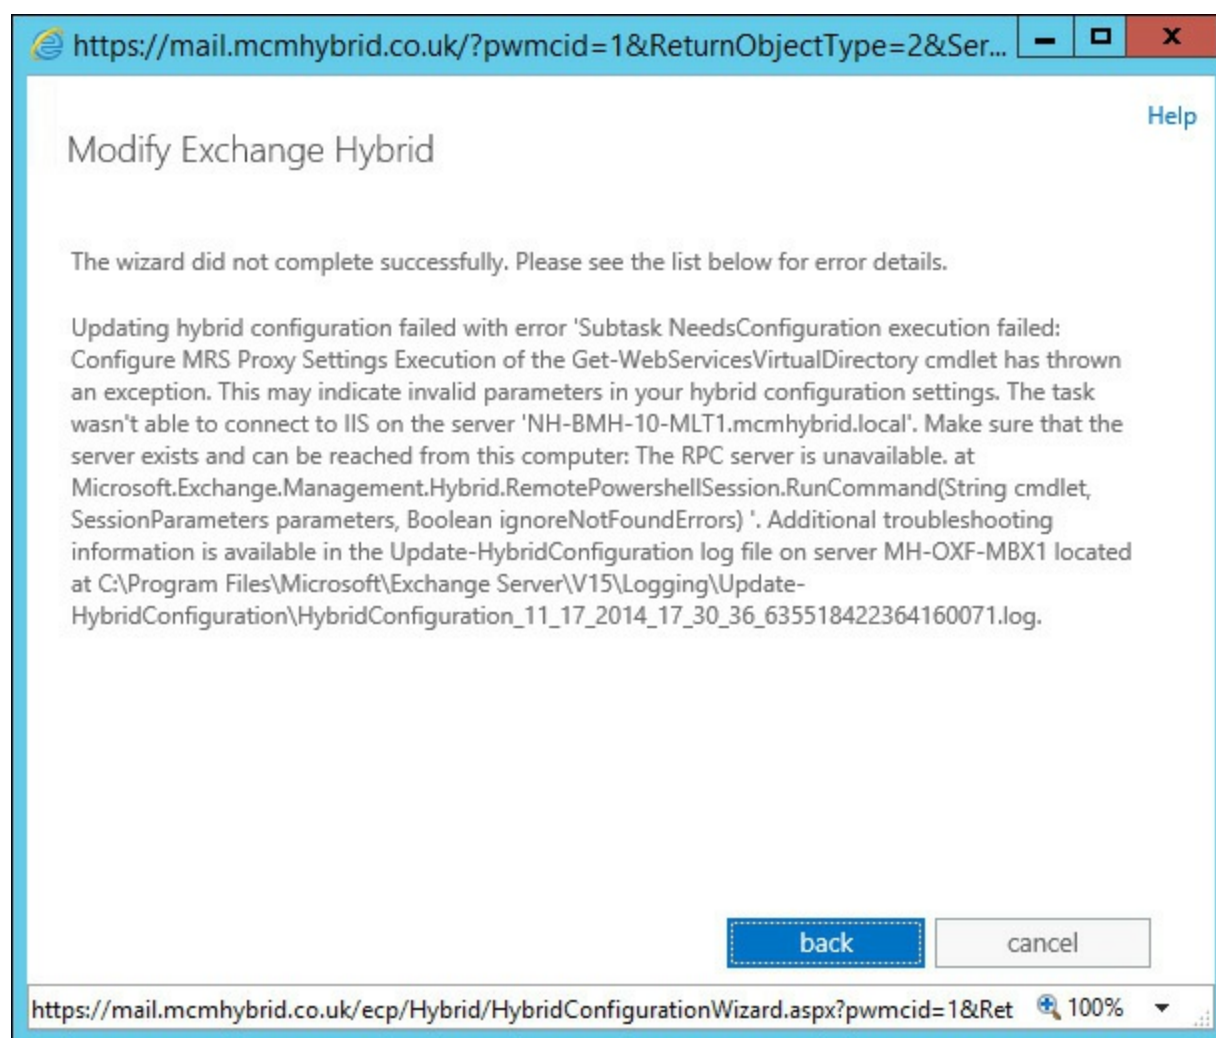 https://mail.mcmhybrid.co.uk/?pwmcid=1&ReturnObjectType=2&Ser...
Help
Modify Exchange Hybrid
The wizard did not complete successfully. Please see the list below for error details.
Updating hybrid configuration failed with error 'Subtask NeedsConfiguration execution failed:
Configure MRS Proxy Settings Execution of the Get-WebServicesVirtualDirectory cmdlet has thrown
an exception. This may indicate invalid parameters in your hybrid configuration settings. The task
wasn't able to connect to IIS on the server 'NH-BMH-10-MLT1.mcmhybrid.local'. Make sure that the
server exists and can be reached from this computer: The RPC server is unavailable. at
Microsoft.Exchange.Management.Hybrid.RemotePowershellSession.RunCommand(String cmdlet,
SessionParameters parameters, Boolean ignoreNotFoundErrors) '. Additional troubleshooting
information is available in the Update-HybridConfiguration log file on server MH-OXF-MBX1 located
at C:\Program Files\Microsoft\Exchange Server\V15\Logging\Update-
HybridConfiguration\HybridConfiguration_11_17_2014_17_30_36_635518422364160071.log.
back
cancel
https://mail.mcmhybrid.co.uk/ecp/Hybrid/HybridConfigurationWizard.aspx?pwmcid=1&Ret
100%